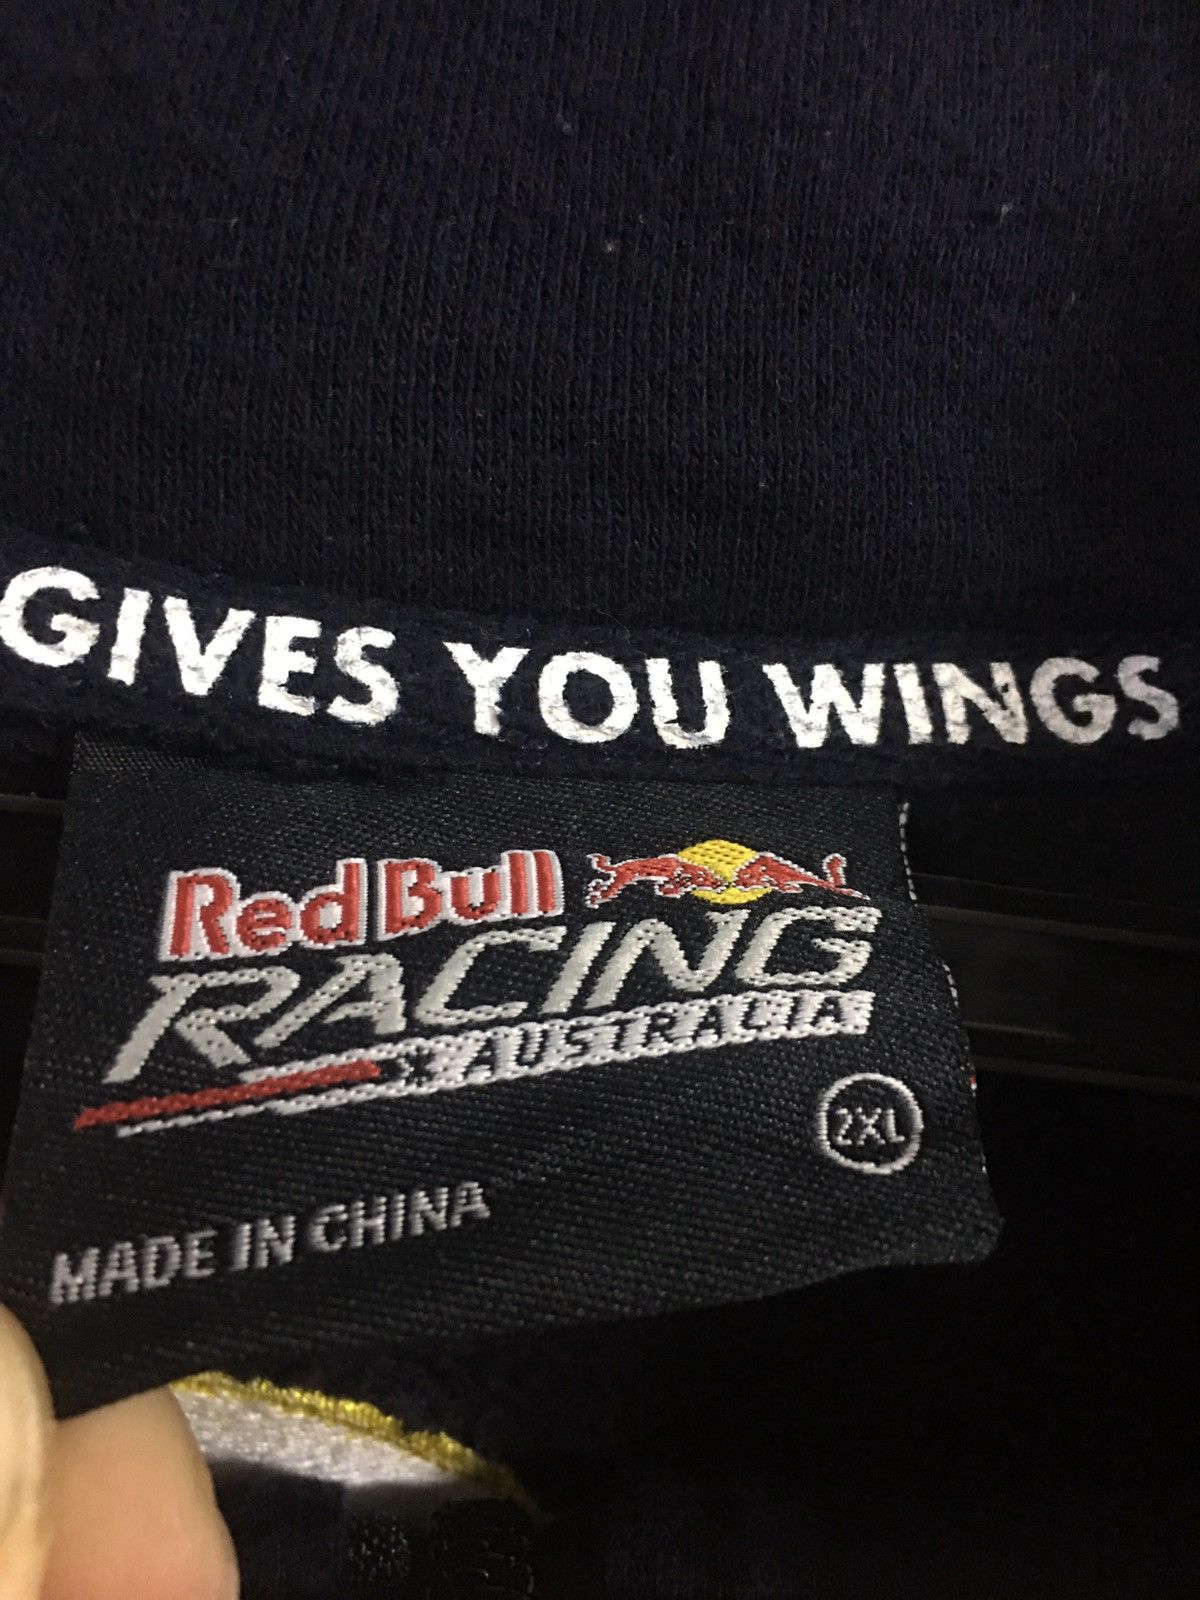 GIVES YOU WINGS
Red Bull
RACING
AUSTRALIA
2XL
MADE IN CHINA